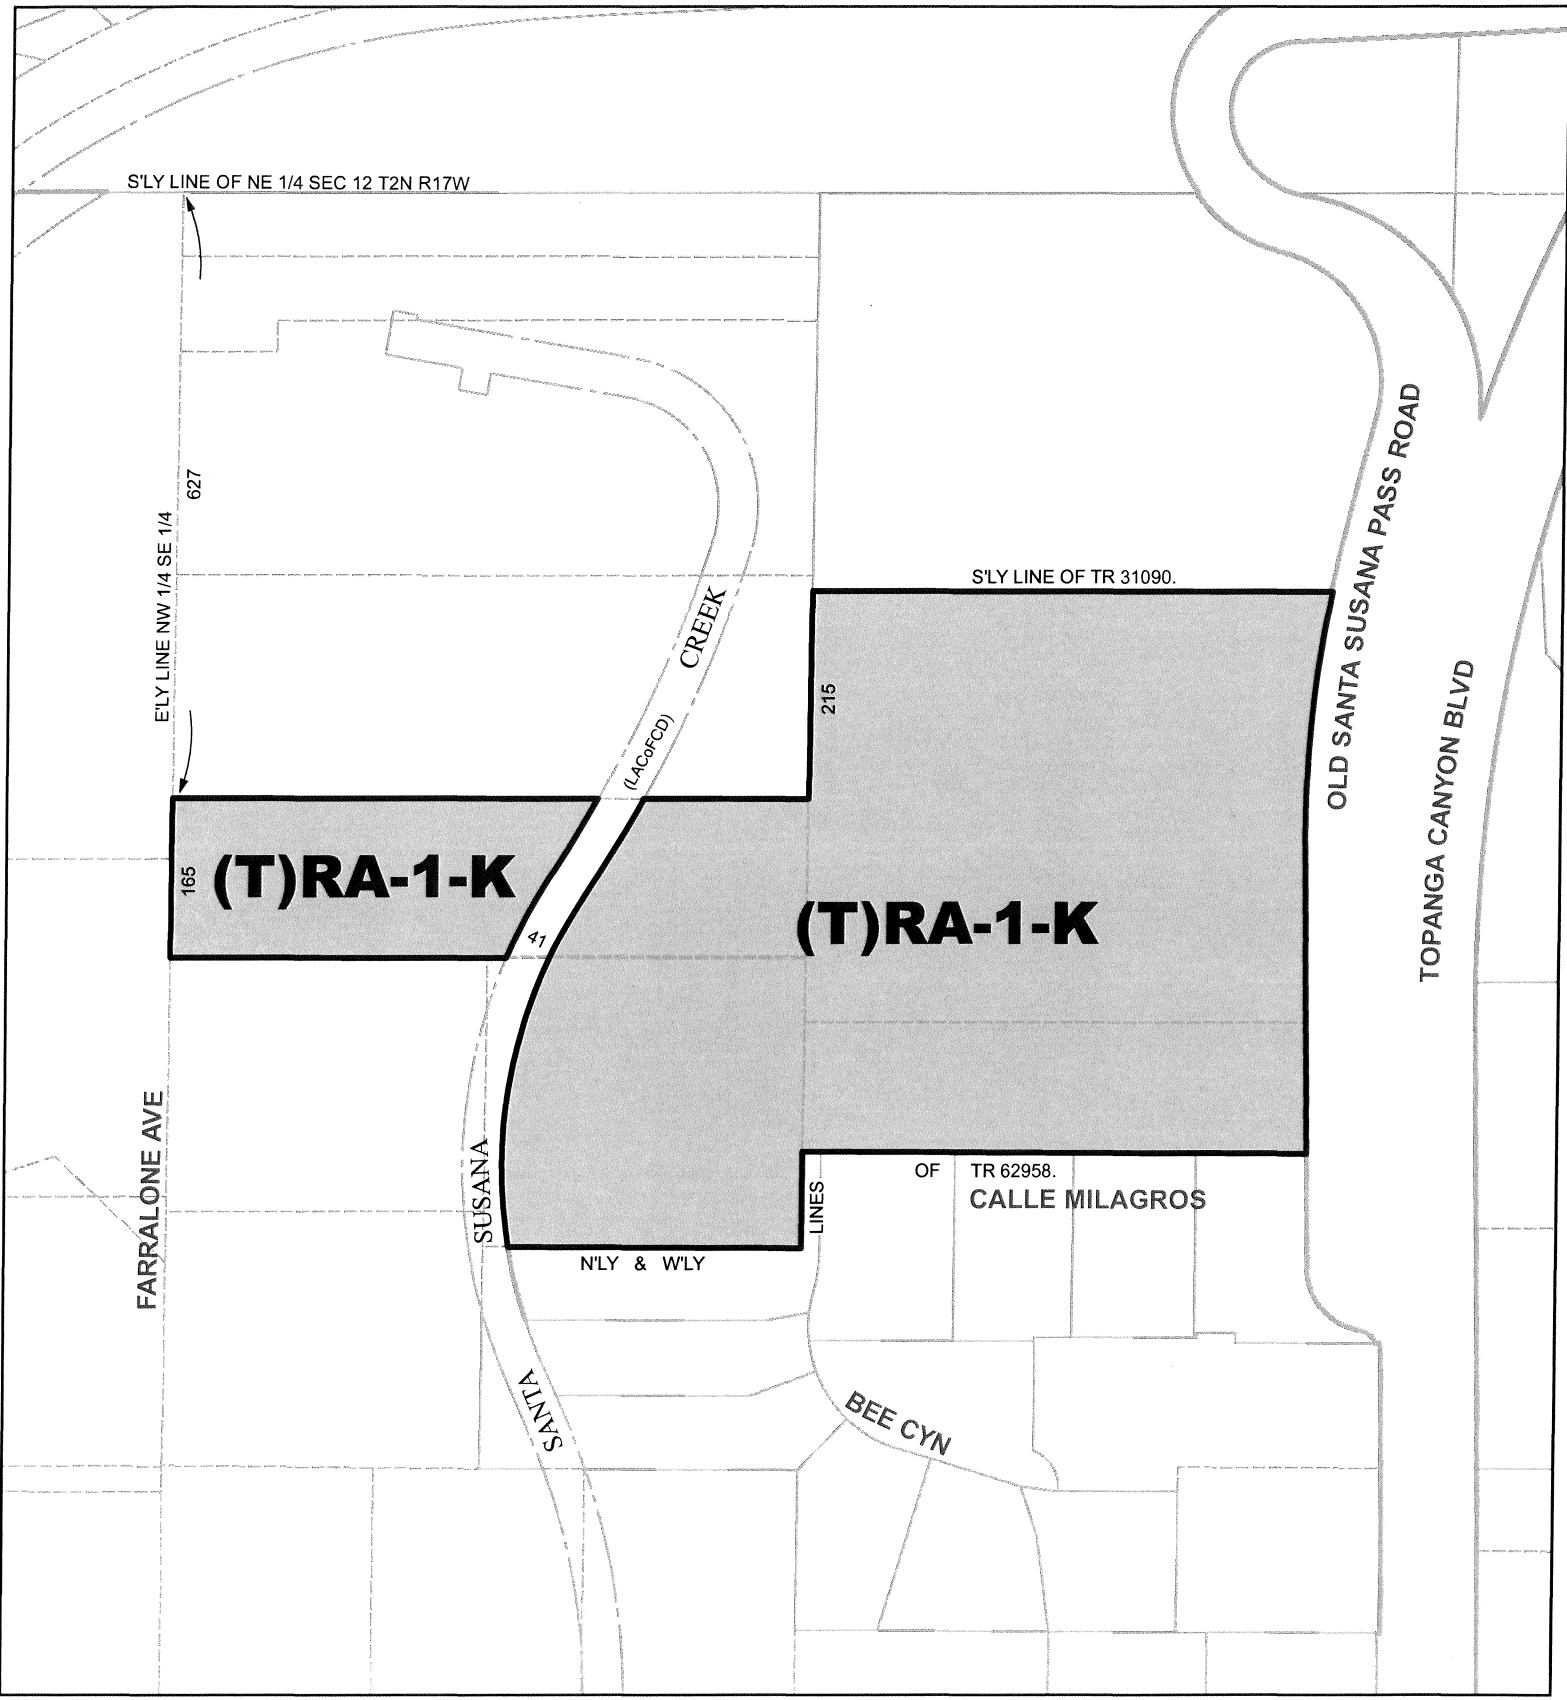 S'LY LINE OF NE 1/4 SEC 12 T2N R17W
627
E'LY LINE NW 1/4 SE 1/4
S'LY LINE OF TR 31090.
OLD SANTA SUSANA PASS ROAD
TOPANGA CANYON BLVD
CREEK
(LACoFCD)
215
165
(T)RA-1-K
41
(T)RA-1-K
FARRALONE AVE
SUSANA
SANTA
N'LY & W'LY
LINES
OF TR 62958.
CALLE MILAGROS
BEE CYN